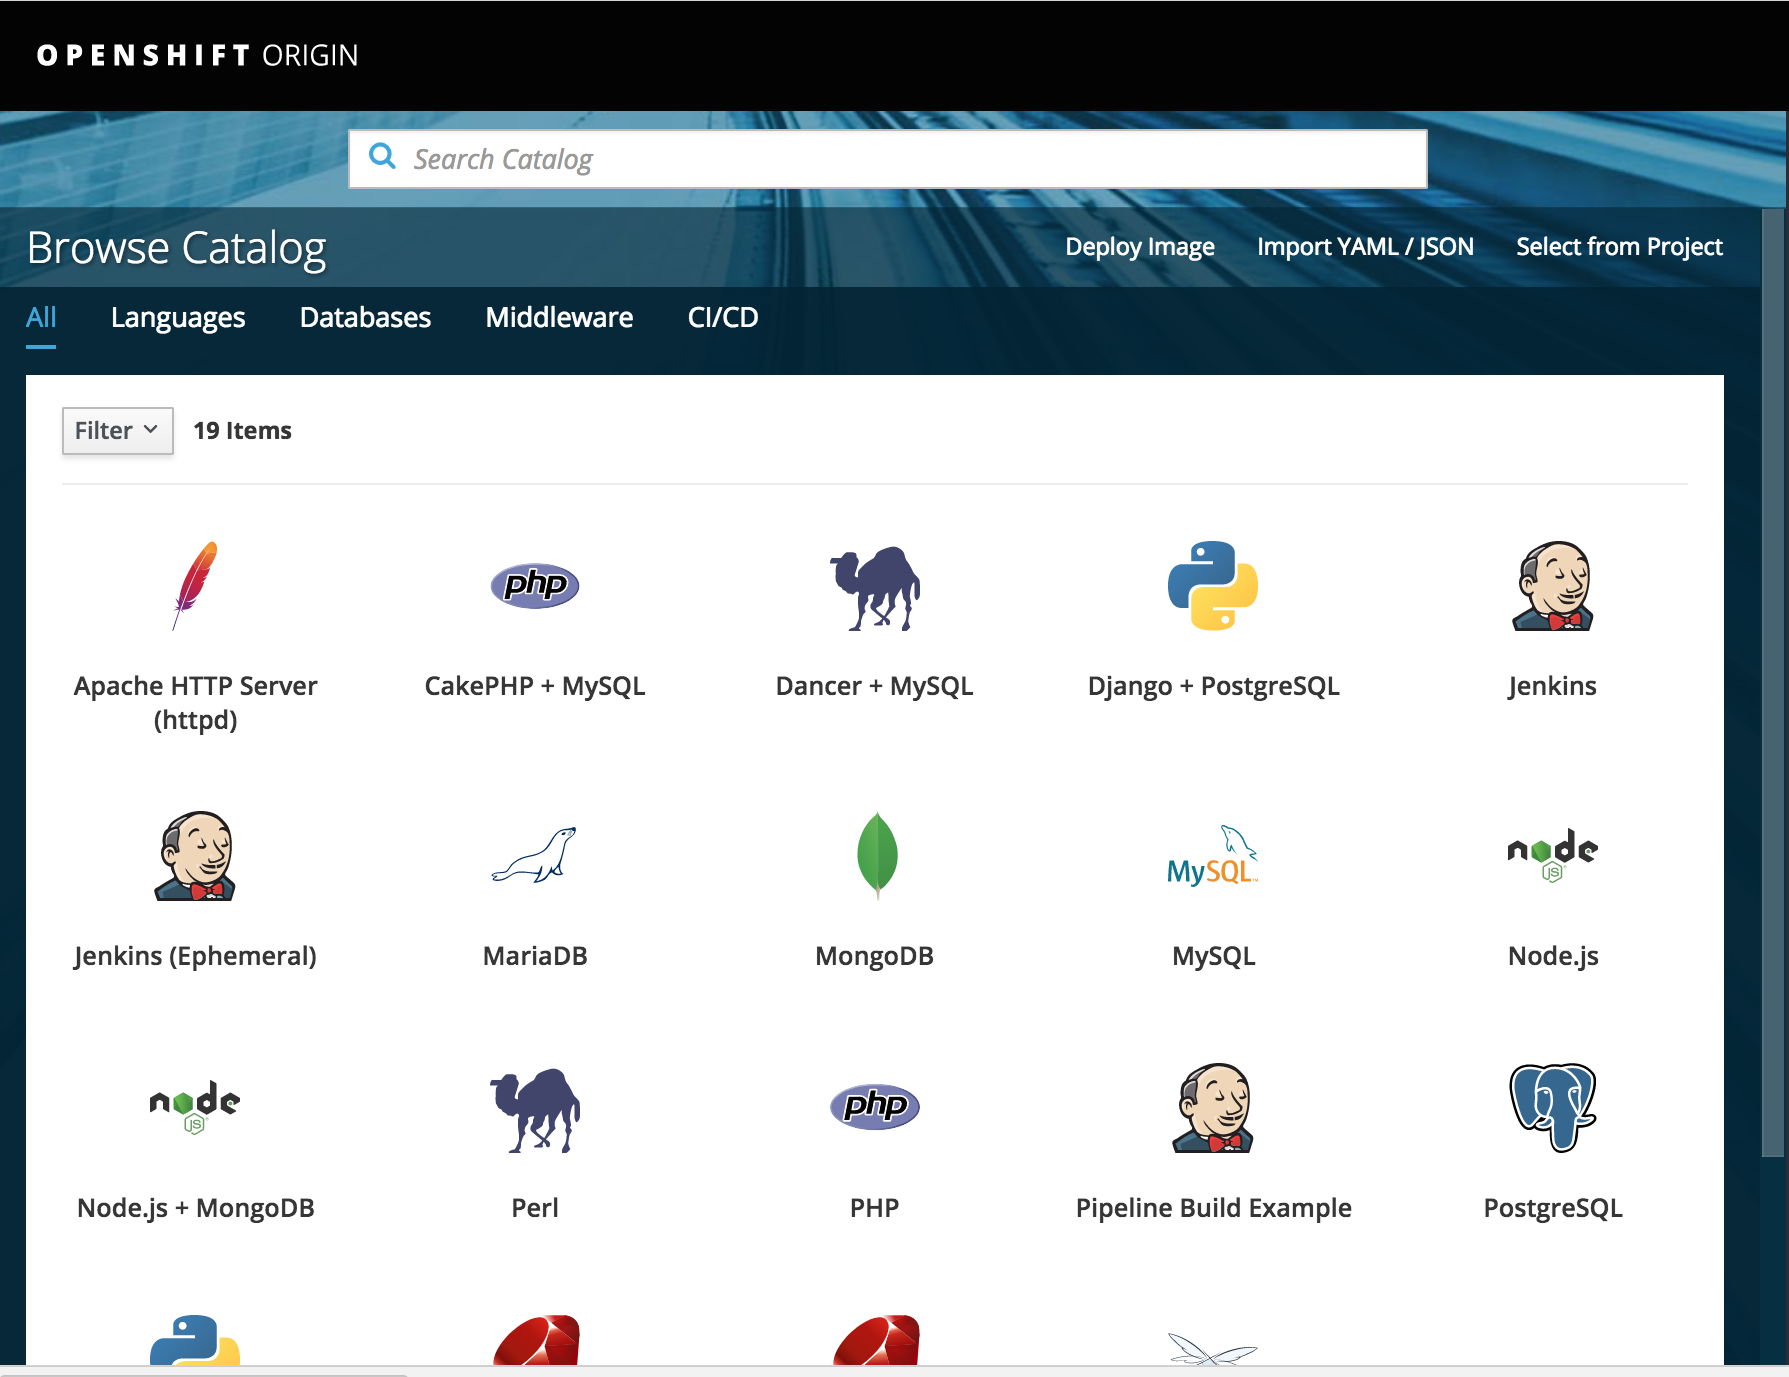 OPENSHIFT ORIGIN
Search Catalog
Browse Catalog
Deploy Image
Import YAML / JSON
Select from Project
All
Languages
Databases
Middleware
CI/CD
Filter
19 Items
php
Apache HTTP Server
(httpd)
CakePHP + MySQL
Dancer + MySQL
Django + PostgreSQL
Jenkins
MySQL
node
JS
Jenkins (Ephemeral)
MariaDB
MongoDB
MySQL
Node.js
node
JS
php
Node.js + MongoDB
Perl
PHP
Pipeline Build Example
PostgreSQL